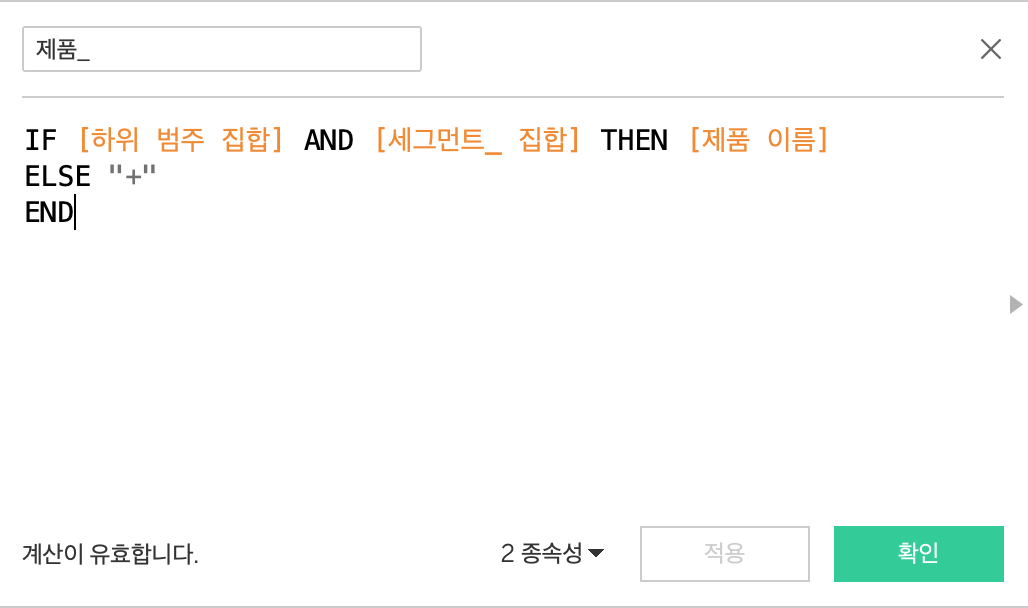 제품_
IF [하위 범주 집합] AND [세그먼트_ 집합] THEN [제품 이름]
ELSE "+"
END
계산이 유효합니다.
2 종속성
적용
확인